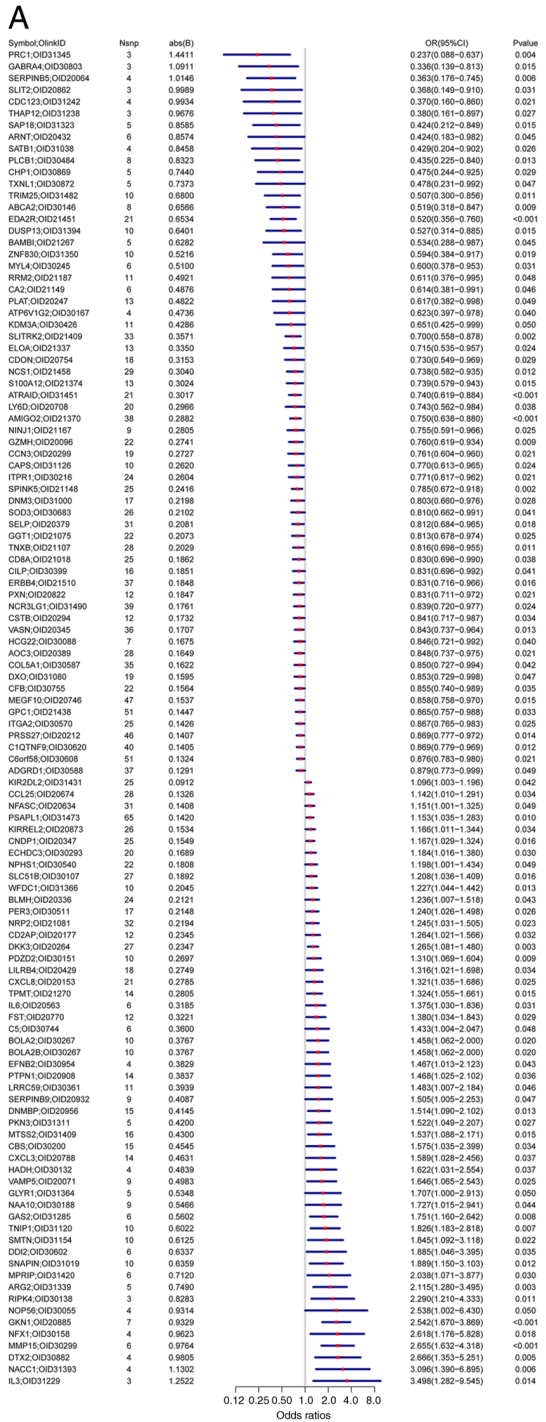 A
Symbol;OlinkID Nsnp abs(B) OR(95%CI) Pvalue
PRC1;OID31345 3 1.4411 0.237(0.088-0.637) 0.004
GABRA4;OID30803 3 1.0911 0.336(0.139-0.813) 0.015
SERPINB5;OID20064 4 1.0146 0.363(0.176-0.745) 0.006
SLIT2;OID20862 3 0.9989 0.368(0.149-0.910) 0.031
CDC123;OID31242 4 0.9934 0.370(0.160-0.860) 0.021
THAP12;OID31238 3 0.9676 0.380(0.161-0.897) 0.027
SAP18;OID31323 5 0.8585 0.424(0.212-0.849) 0.015
ARNT;OID20432 6 0.8574 0.424(0.183-0.982) 0.045
SATB1;OID31038 4 0.8458 0.429(0.204-0.902) 0.026
PLCB1;OID30484 8 0.8323 0.435(0.225-0.840) 0.013
CHP1;OID30869 5 0.7440 0.475(0.244-0.925) 0.029
TXNL1;OID30872 5 0.7373 0.478(0.231-0.992) 0.047
TRIM25;OID31482 10 0.6800 0.507(0.300-0.856) 0.011
ABCA2;OID30146 8 0.6566 0.519(0.318-0.847) 0.009
EDA2R;OID21451 21 0.6534 0.520(0.356-0.760) <0.001
DUSP13;OID31394 10 0.6401 0.527(0.314-0.885) 0.015
BAMBI;OID21267 5 0.6282 0.534(0.288-0.987) 0.045
ZNF830;OID31350 10 0.5216 0.594(0.384-0.917) 0.019
MYL4;OID30245 6 0.5100 0.600(0.378-0.953) 0.031
RRM2;OID21187 11 0.4921 0.611(0.376-0.995) 0.048
CA2;OID21149 6 0.4876 0.614(0.381-0.991) 0.046
PLAT;OID20247 13 0.4822 0.617(0.382-0.998) 0.049
ATP6V1G2;OID30167 4 0.4736 0.623(0.397-0.978) 0.040
KDM3A;OID30426 11 0.4286 0.651(0.425-0.999) 0.050
SLITRK2;OID21409 33 0.3571 0.700(0.558-0.878) 0.002
ELOA;OID21337 13 0.3350 0.715(0.535-0.957) 0.024
CDON;OID20754 18 0.3153 0.730(0.549-0.969) 0.029
NCS1;OID21458 29 0.3040 0.738(0.582-0.935) 0.012
S100A12;OID21374 13 0.3024 0.739(0.579-0.943) 0.015
ATRAID;OID31451 21 0.3017 0.740(0.619-0.884) <0.001
LY6D;OID20708 20 0.2966 0.743(0.562-0.984) 0.038
AMIGO2;OID21370 38 0.2882 0.750(0.638-0.880) <0.001
NINJ1;OID21167 9 0.2805 0.755(0.591-0.966) 0.025
GZMH;OID20096 22 0.2741 0.760(0.619-0.934) 0.009
CCN3;OID20299 19 0.2727 0.761(0.604-0.960) 0.021
CAPS;OID31126 10 0.2620 0.770(0.613-0.965) 0.024
ITPR1;OID30216 24 0.2604 0.771(0.617-0.962) 0.021
SPINK5;OID21148 25 0.2416 0.785(0.672-0.918) 0.002
DNM3;OID31000 17 0.2198 0.803(0.660-0.976) 0.028
SOD3;OID30683 26 0.2102 0.810(0.662-0.991) 0.041
SELP;OID20379 31 0.2081 0.812(0.684-0.965) 0.018
GGT1;OID21075 22 0.2073 0.813(0.678-0.974) 0.025
TNXB;OID21107 28 0.2029 0.816(0.698-0.955) 0.011
CD8A;OID21018 25 0.1862 0.830(0.696-0.990) 0.038
CILP;OID30399 16 0.1851 0.831(0.696-0.992) 0.041
ERBB4;OID21510 37 0.1848 0.831(0.716-0.966) 0.016
PXN;OID20822 12 0.1847 0.831(0.711-0.972) 0.021
NCR3LG1;OID31490 39 0.1761 0.839(0.720-0.977) 0.024
CSTB;OID20294 12 0.1732 0.841(0.717-0.987) 0.034
VASN;OID20345 36 0.1707 0.843(0.737-0.964) 0.013
HCG22;OID30088 7 0.1675 0.846(0.721-0.992) 0.040
AOC3;OID20389 28 0.1649 0.848(0.737-0.975) 0.021
COL5A1;OID30587 35 0.1622 0.850(0.727-0.994) 0.042
DXO;OID31080 19 0.1595 0.853(0.729-0.998) 0.047
CFB;OID30755 22 0.1564 0.855(0.740-0.989) 0.035
MEGF10;OID20746 47 0.1537 0.858(0.758-0.970) 0.015
GPC1;OID21438 51 0.1447 0.865(0.757-0.988) 0.033
ITGA2;OID30570 25 0.1426 0.867(0.765-0.983) 0.025
PRSS27;OID20212 46 0.1407 0.869(0.777-0.972) 0.014
C1QTNF9;OID30620 40 0.1405 0.869(0.779-0.969) 0.012
C6orf58;OID30608 51 0.1324 0.876(0.783-0.980) 0.021
ADGRD1;OID30588 37 0.1291 0.879(0.773-0.999) 0.049
KIR2DL2;OID31431 25 0.0912 1.096(1.003-1.196) 0.042
CCL25;OID20674 28 0.1326 1.142(1.010-1.291) 0.034
NFASC;OID20634 31 0.1408 1.151(1.001-1.325) 0.049
PSAPL1;OID31473 65 0.1420 1.153(1.035-1.283) 0.010
KIRREL2;OID20873 26 0.1534 1.166(1.011-1.344) 0.034
CNDP1;OID20347 25 0.1549 1.167(1.029-1.324) 0.016
ECHDC3;OID30293 20 0.1689 1.184(1.016-1.380) 0.030
NPHS1;OID30540 22 0.1808 1.198(1.001-1.434) 0.049
SLC51B;OID30107 27 0.1892 1.208(1.036-1.409) 0.016
WFDC1;OID31366 10 0.2045 1.227(1.044-1.442) 0.013
BLMH;OID20336 24 0.2121 1.236(1.007-1.518) 0.043
PER3;OID30511 17 0.2148 1.240(1.026-1.498) 0.026
NRP2;OID21081 32 0.2194 1.245(1.031-1.505) 0.023
CD2AP;OID20177 12 0.2345 1.264(1.021-1.566) 0.032
DKK3;OID20264 27 0.2347 1.265(1.081-1.480) 0.003
PDZD2;OID30151 10 0.2697 1.310(1.069-1.604) 0.009
LILRB4;OID20429 18 0.2749 1.316(1.021-1.698) 0.034
CXCL8;OID20153 21 0.2785 1.321(1.035-1.686) 0.025
TPMT;OID21270 14 0.2805 1.324(1.055-1.661) 0.015
IL6;OID20563 6 0.3185 1.375(1.030-1.836) 0.031
FST;OID20770 12 0.3221 1.380(1.034-1.843) 0.029
C5;OID30744 6 0.3600 1.433(1.004-2.047) 0.048
BOLA2;OID30267 10 0.3767 1.458(1.062-2.000) 0.020
BOLA2B;OID30267 10 0.3767 1.458(1.062-2.000) 0.020
EFNB2;OID30954 4 0.3829 1.467(1.013-2.123) 0.043
PTPN1;OID20908 14 0.3837 1.468(1.025-2.102) 0.036
LRRC59;OID30361 11 0.3939 1.483(1.007-2.184) 0.046
SERPINB9;OID20932 9 0.4087 1.505(1.005-2.253) 0.047
DNMBP;OID20956 15 0.4145 1.514(1.090-2.102) 0.013
PKN3;OID31311 5 0.4200 1.522(1.049-2.207) 0.027
MTSS2;OID31409 16 0.4300 1.537(1.088-2.171) 0.015
CBS;OID30200 15 0.4545 1.575(1.035-2.399) 0.034
CXCL3;OID20788 14 0.4631 1.589(1.028-2.456) 0.037
HADH;OID30132 4 0.4839 1.622(1.031-2.554) 0.037
VAMP5;OID20071 9 0.4983 1.646(1.065-2.543) 0.025
GLYR1;OID31364 5 0.5348 1.707(1.000-2.913) 0.050
NAA10;OID30188 9 0.5466 1.727(1.015-2.941) 0.044
GAS2;OID31285 6 0.5602 1.751(1.160-2.642) 0.008
TNIP1;OID31120 10 0.6022 1.826(1.183-2.818) 0.007
SMTN;OID31154 10 0.6125 1.845(1.092-3.118) 0.022
DDI2;OID30602 6 0.6337 1.885(1.046-3.395) 0.035
SNAPIN;OID31019 10 0.6359 1.889(1.150-3.103) 0.012
MPRIP;OID31420 6 0.7120 2.038(1.071-3.877) 0.030
ARG2;OID31339 5 0.7490 2.115(1.280-3.495) 0.003
RIPK4;OID30138 3 0.8283 2.290(1.210-4.333) 0.011
NOP56;OID30055 4 0.9314 2.538(1.002-6.430) 0.050
GKN1;OID20885 7 0.9329 2.542(1.670-3.869) <0.001
NFX1;OID30158 4 0.9623 2.618(1.176-5.828) 0.018
MMP15;OID30299 6 0.9764 2.655(1.632-4.318) <0.001
DTX2;OID30882 4 0.9805 2.666(1.353-5.251) 0.005
NACC1;OID31393 4 1.1302 3.096(1.390-6.895) 0.006
IL3;OID31229 3 1.2522 3.498(1.282-9.545) 0.014
0.12 0.25 0.50 1.0 2.0 4.0 8.0
Odds ratios